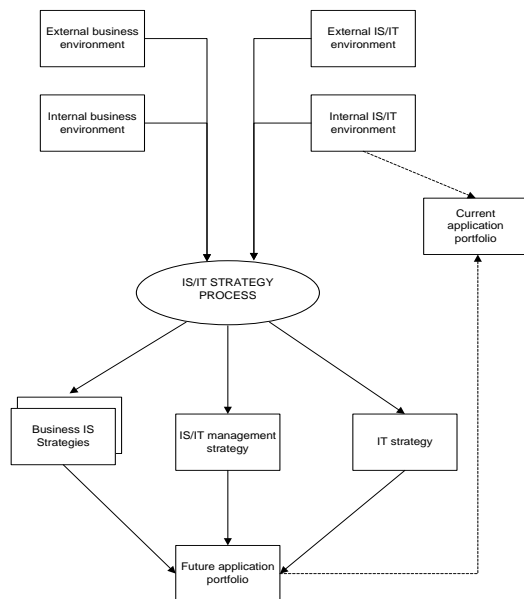 External business
environment
External IS/IT
environment
Internal business
environment
Internal IS/IT
environment
Current
application
portfolio
IS/IT STRATEGY
PROCESS
Business IS
Strategies
IS/IT management
strategy
IT strategy
Future application
portfolio